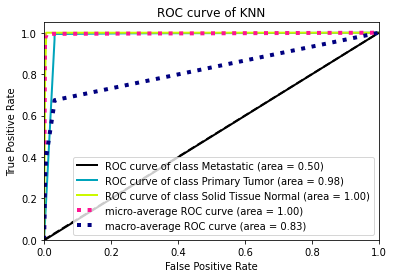 ROC curve of KNN
True Positive Rate
1.0
0.8
0.6
0.4
0.2
0.0
ROC curve of class Metastatic (area = 0.50)
ROC curve of class Primary Tumor (area = 0.98)
ROC curve of class Solid Tissue Normal (area = 1.00)
micro-average ROC curve (area = 1.00)
macro-average ROC curve (area = 0.83)
0.0 0.2 0.4 0.6 0.8 1.0
False Positive Rate